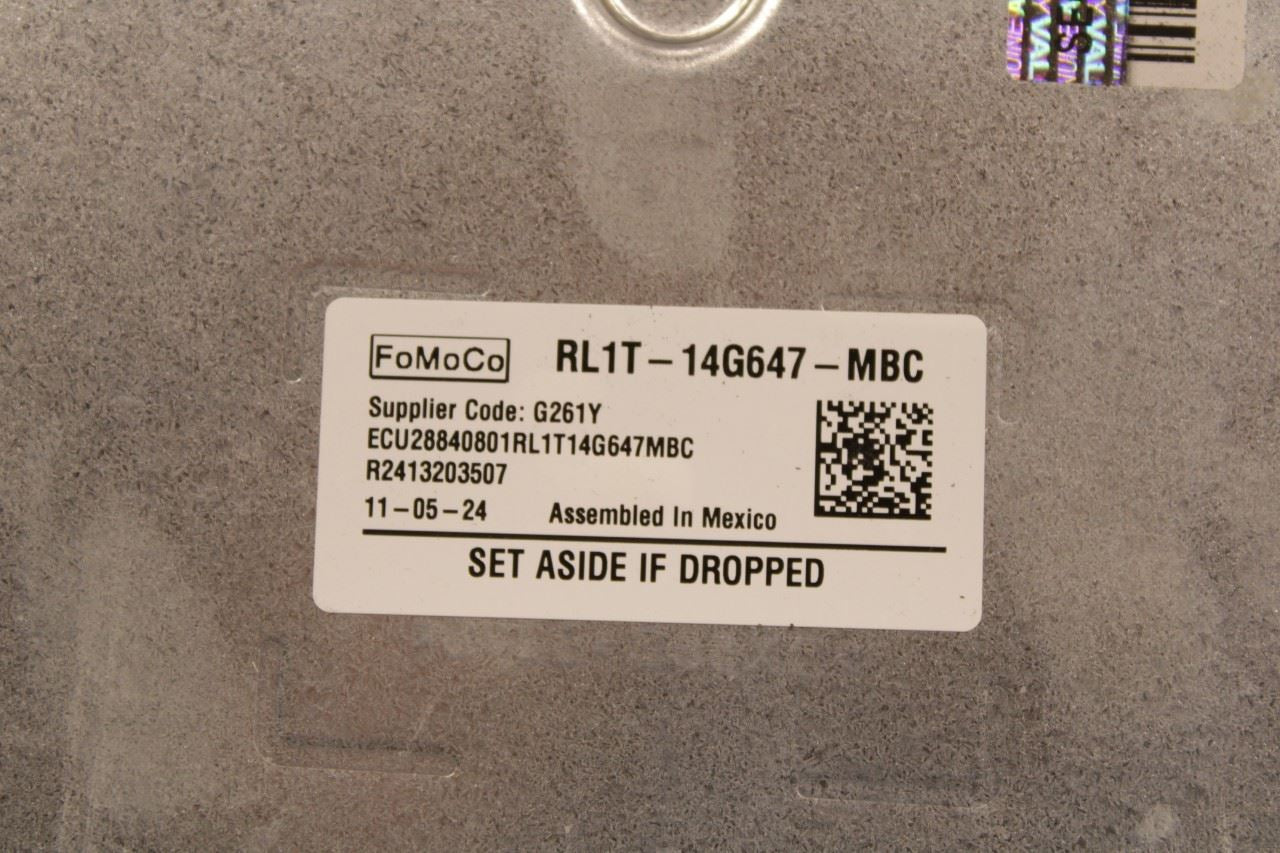 FoMoCo RL1T-14G647-MBC
Supplier Code: G261Y
ECU28840801RL1T14G647MBC
R2413203507
11-05-24 Assembled In Mexico
SET ASIDE IF DROPPED